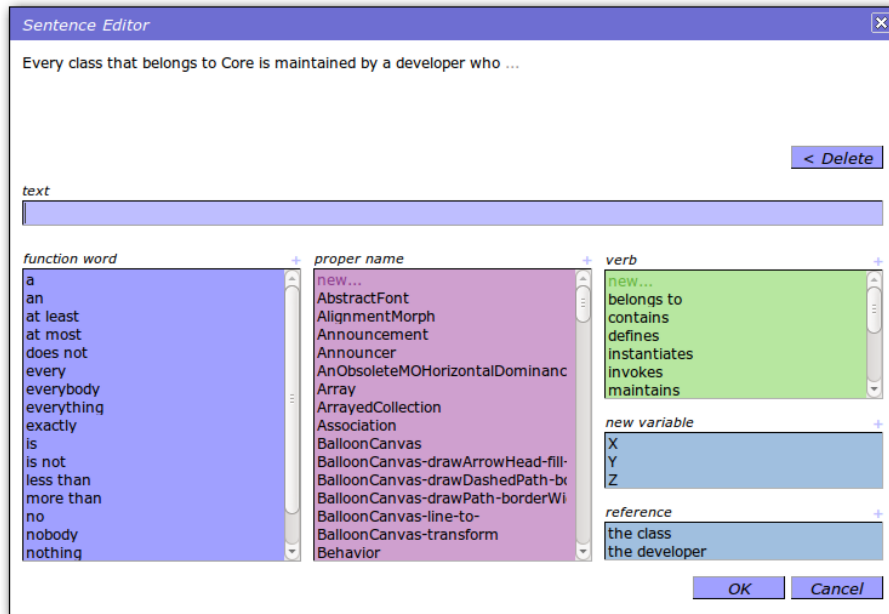 Sentence Editor
Every class that belongs to Core is maintained by a developer who ...
< Delete
text
function word +
a
an
at least
at most
does not
every
everybody
everything
exactly
is
is not
less than
more than
no
nobody
nothing
proper name +
new...
AbstractFont
AlignmentMorph
Announcement
Announcer
AnObsoleteMOHorizontalDominanc
Array
ArrayedCollection
Association
BalloonCanvas
BalloonCanvas-drawArrowHead-fill-
BalloonCanvas-drawDashedPath-bo
BalloonCanvas-drawPath-borderWi
BalloonCanvas-line-to-
BalloonCanvas-transform
Behavior
verb +
new...
belongs to
contains
defines
instantiates
invokes
maintains
new variable +
X
Y
Z
reference +
the class
the developer
OK Cancel